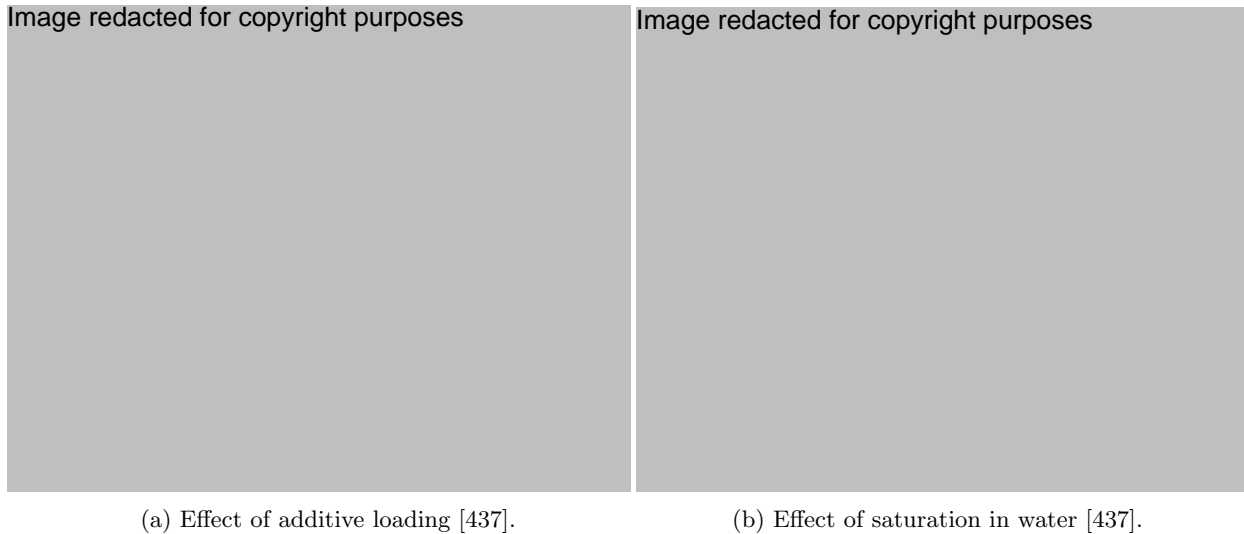 Image redacted for copyright purposes
Image redacted for copyright purposes
(a) Effect of additive loading [437].
(b) Effect of saturation in water [437].